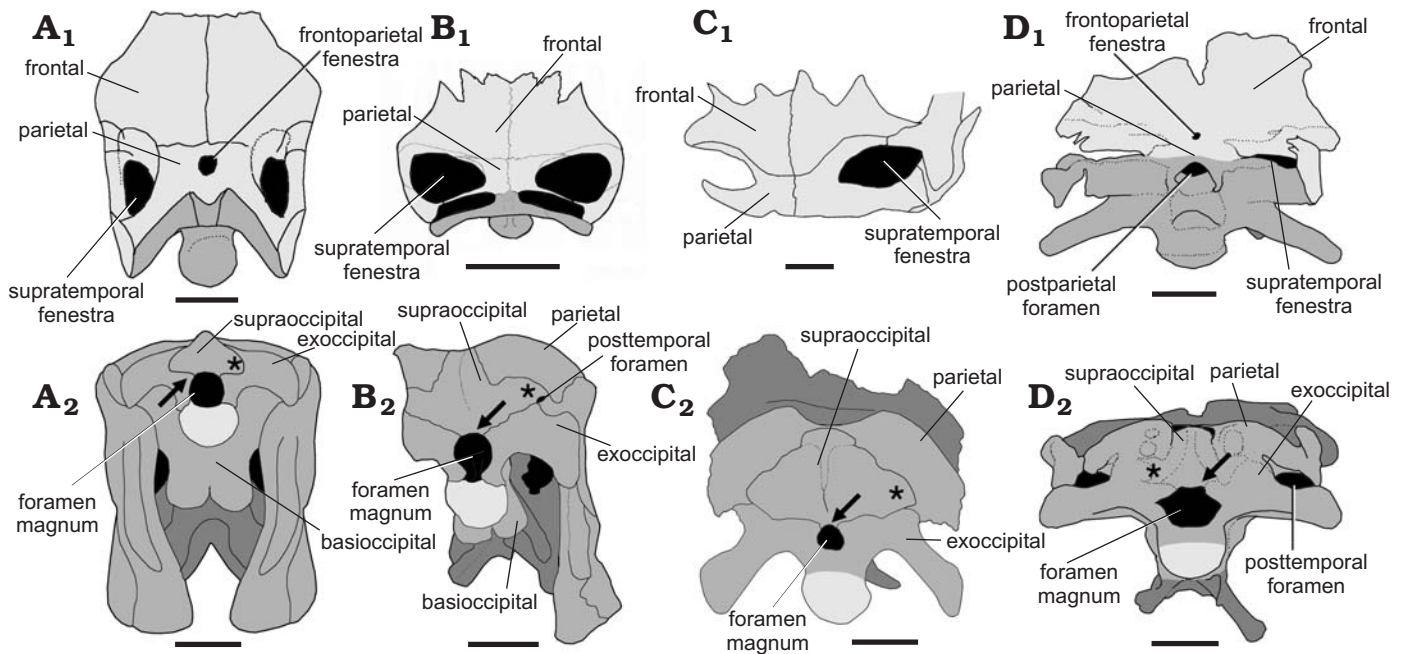 A1
frontoparietal
fenestra
frontal
parietal
supratemporal
fenestra
B1
frontal
parietal
supratemporal
fenestra
C1
frontal
parietal
supratemporal
fenestra
D1
frontoparietal
fenestra
frontal
parietal
postparietal
foramen
supratemporal
fenestra
A2
supraoccipital
exoccipital
*
foramen
magnum
basioccipital
B2
supraoccipital
parietal
posttemporal
foramen
*
exoccipital
foramen
magnum
basioccipital
C2
supraoccipital
parietal
*
exoccipital
foramen
magnum
D2
supraoccipital
parietal
exoccipital
*
foramen
magnum
posttemporal
foramen